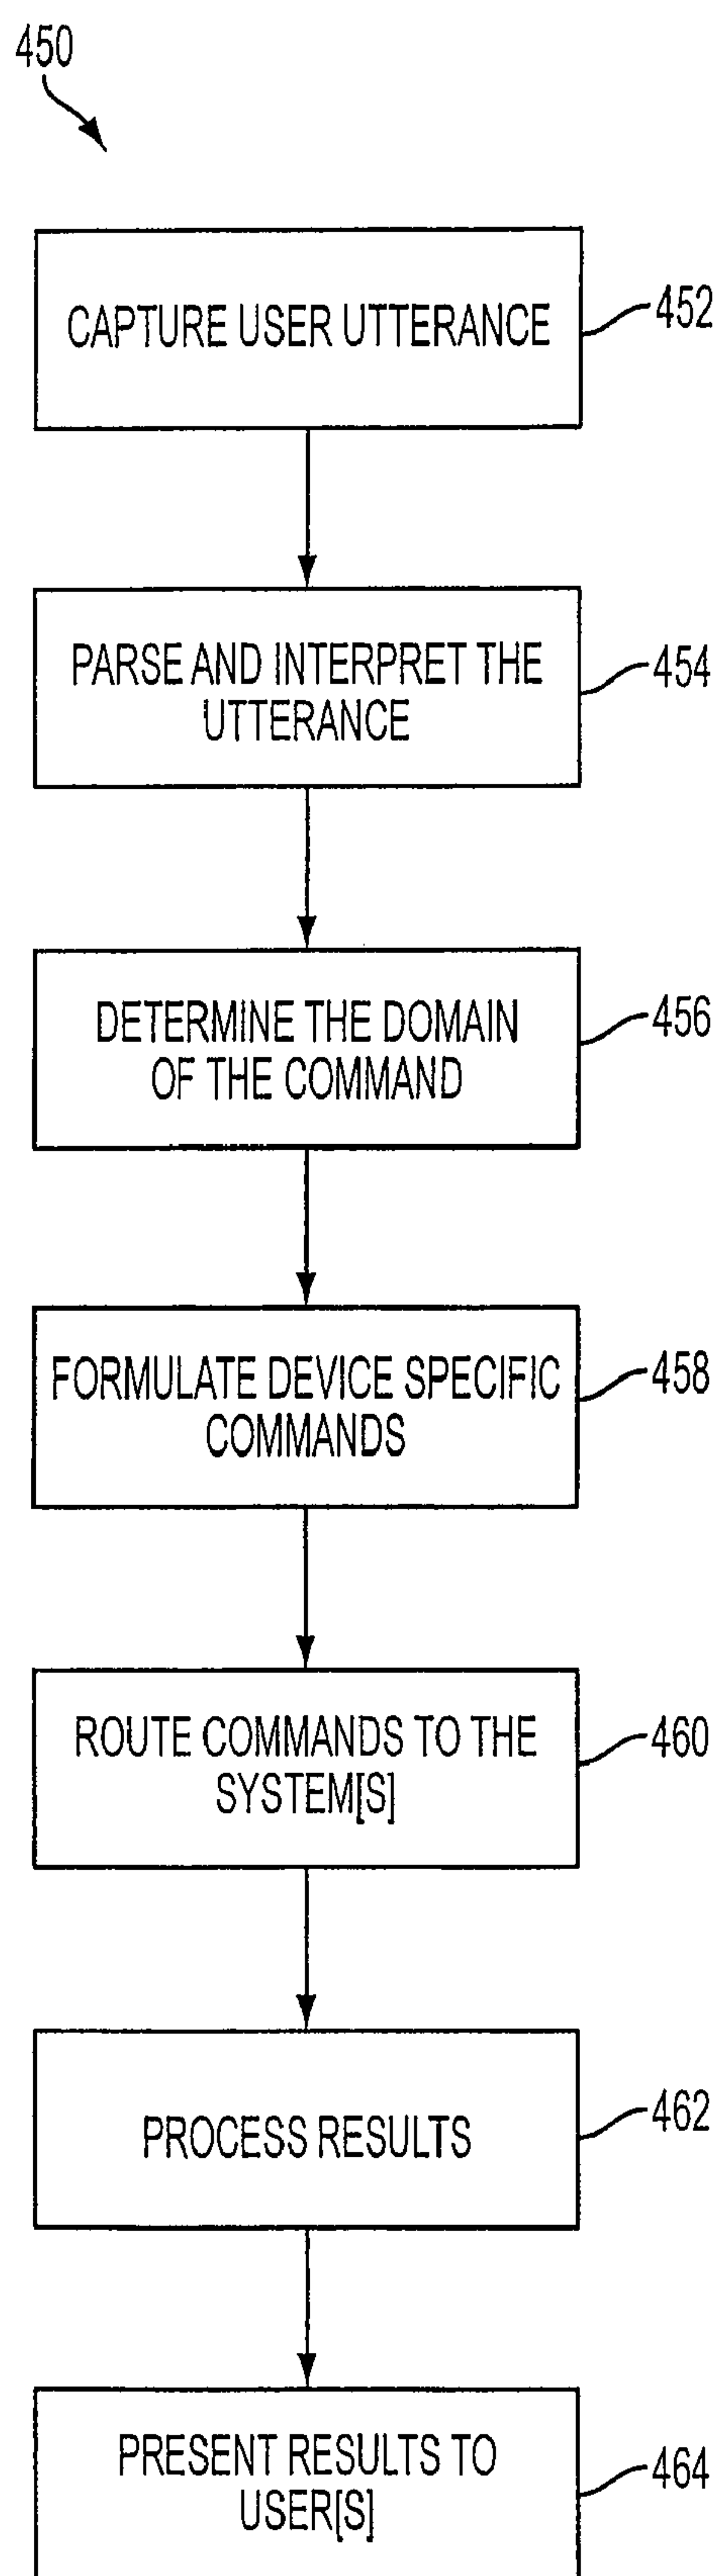 450
CAPTURE USER UTTERANCE
452
PARSE AND INTERPRET THE
UTTERANCE
454
DETERMINE THE DOMAIN
OF THE COMMAND
456
FORMULATE DEVICE SPECIFIC
COMMANDS
458
ROUTE COMMANDS TO THE
SYSTEM[S]
460
PROCESS RESULTS
462
PRESENT RESULTS TO
USER[S]
464